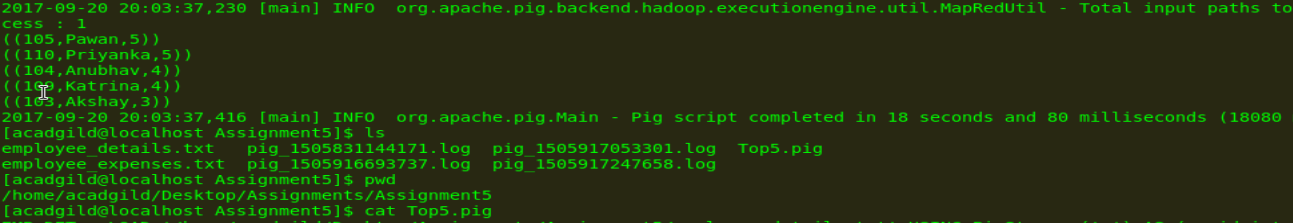 2017-09-20 20:03:37,230 [main] INFO  org.apache.pig.backend.hadoop.executionengine.util.MapRedUtil - Total input paths to
cess : 1
((105,Pawan,5))
((110,Priyanka,5))
((104,Anubhav,4))
((109,Katrina,4))
((103,Akshay,3))
2017-09-20 20:03:37,416 [main] INFO  org.apache.pig.Main - Pig script completed in 18 seconds and 80 milliseconds (18080
[acadgild@localhost Assignment5]$ ls
employee_details.txt   pig_1505831144171.log  pig_1505917053301.log  Top5.pig
employee_expenses.txt  pig_1505916693737.log  pig_1505917247658.log
[acadgild@localhost Assignment5]$ pwd
/home/acadgild/Desktop/Assignments/Assignment5
[acadgild@localhost Assignment5]$ cat Top5.pig